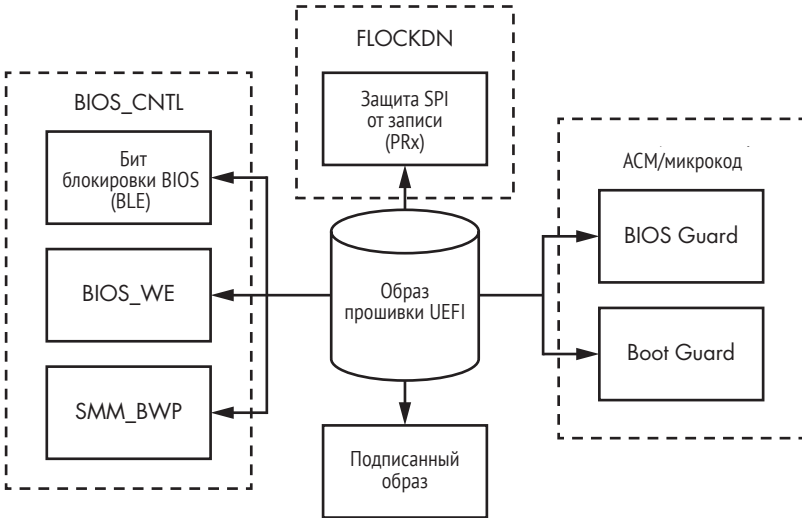 FLOCKDN
Защита SPI
от записи
(PRx)
BIOS_CNTL
Бит
блокировки BIOS
(BLE)
BIOS_WE
SMM_BWP
Образ
прошивки UEFI
АСМ/микрокод
BIOS Guard
Boot Guard
Подписанный
образ